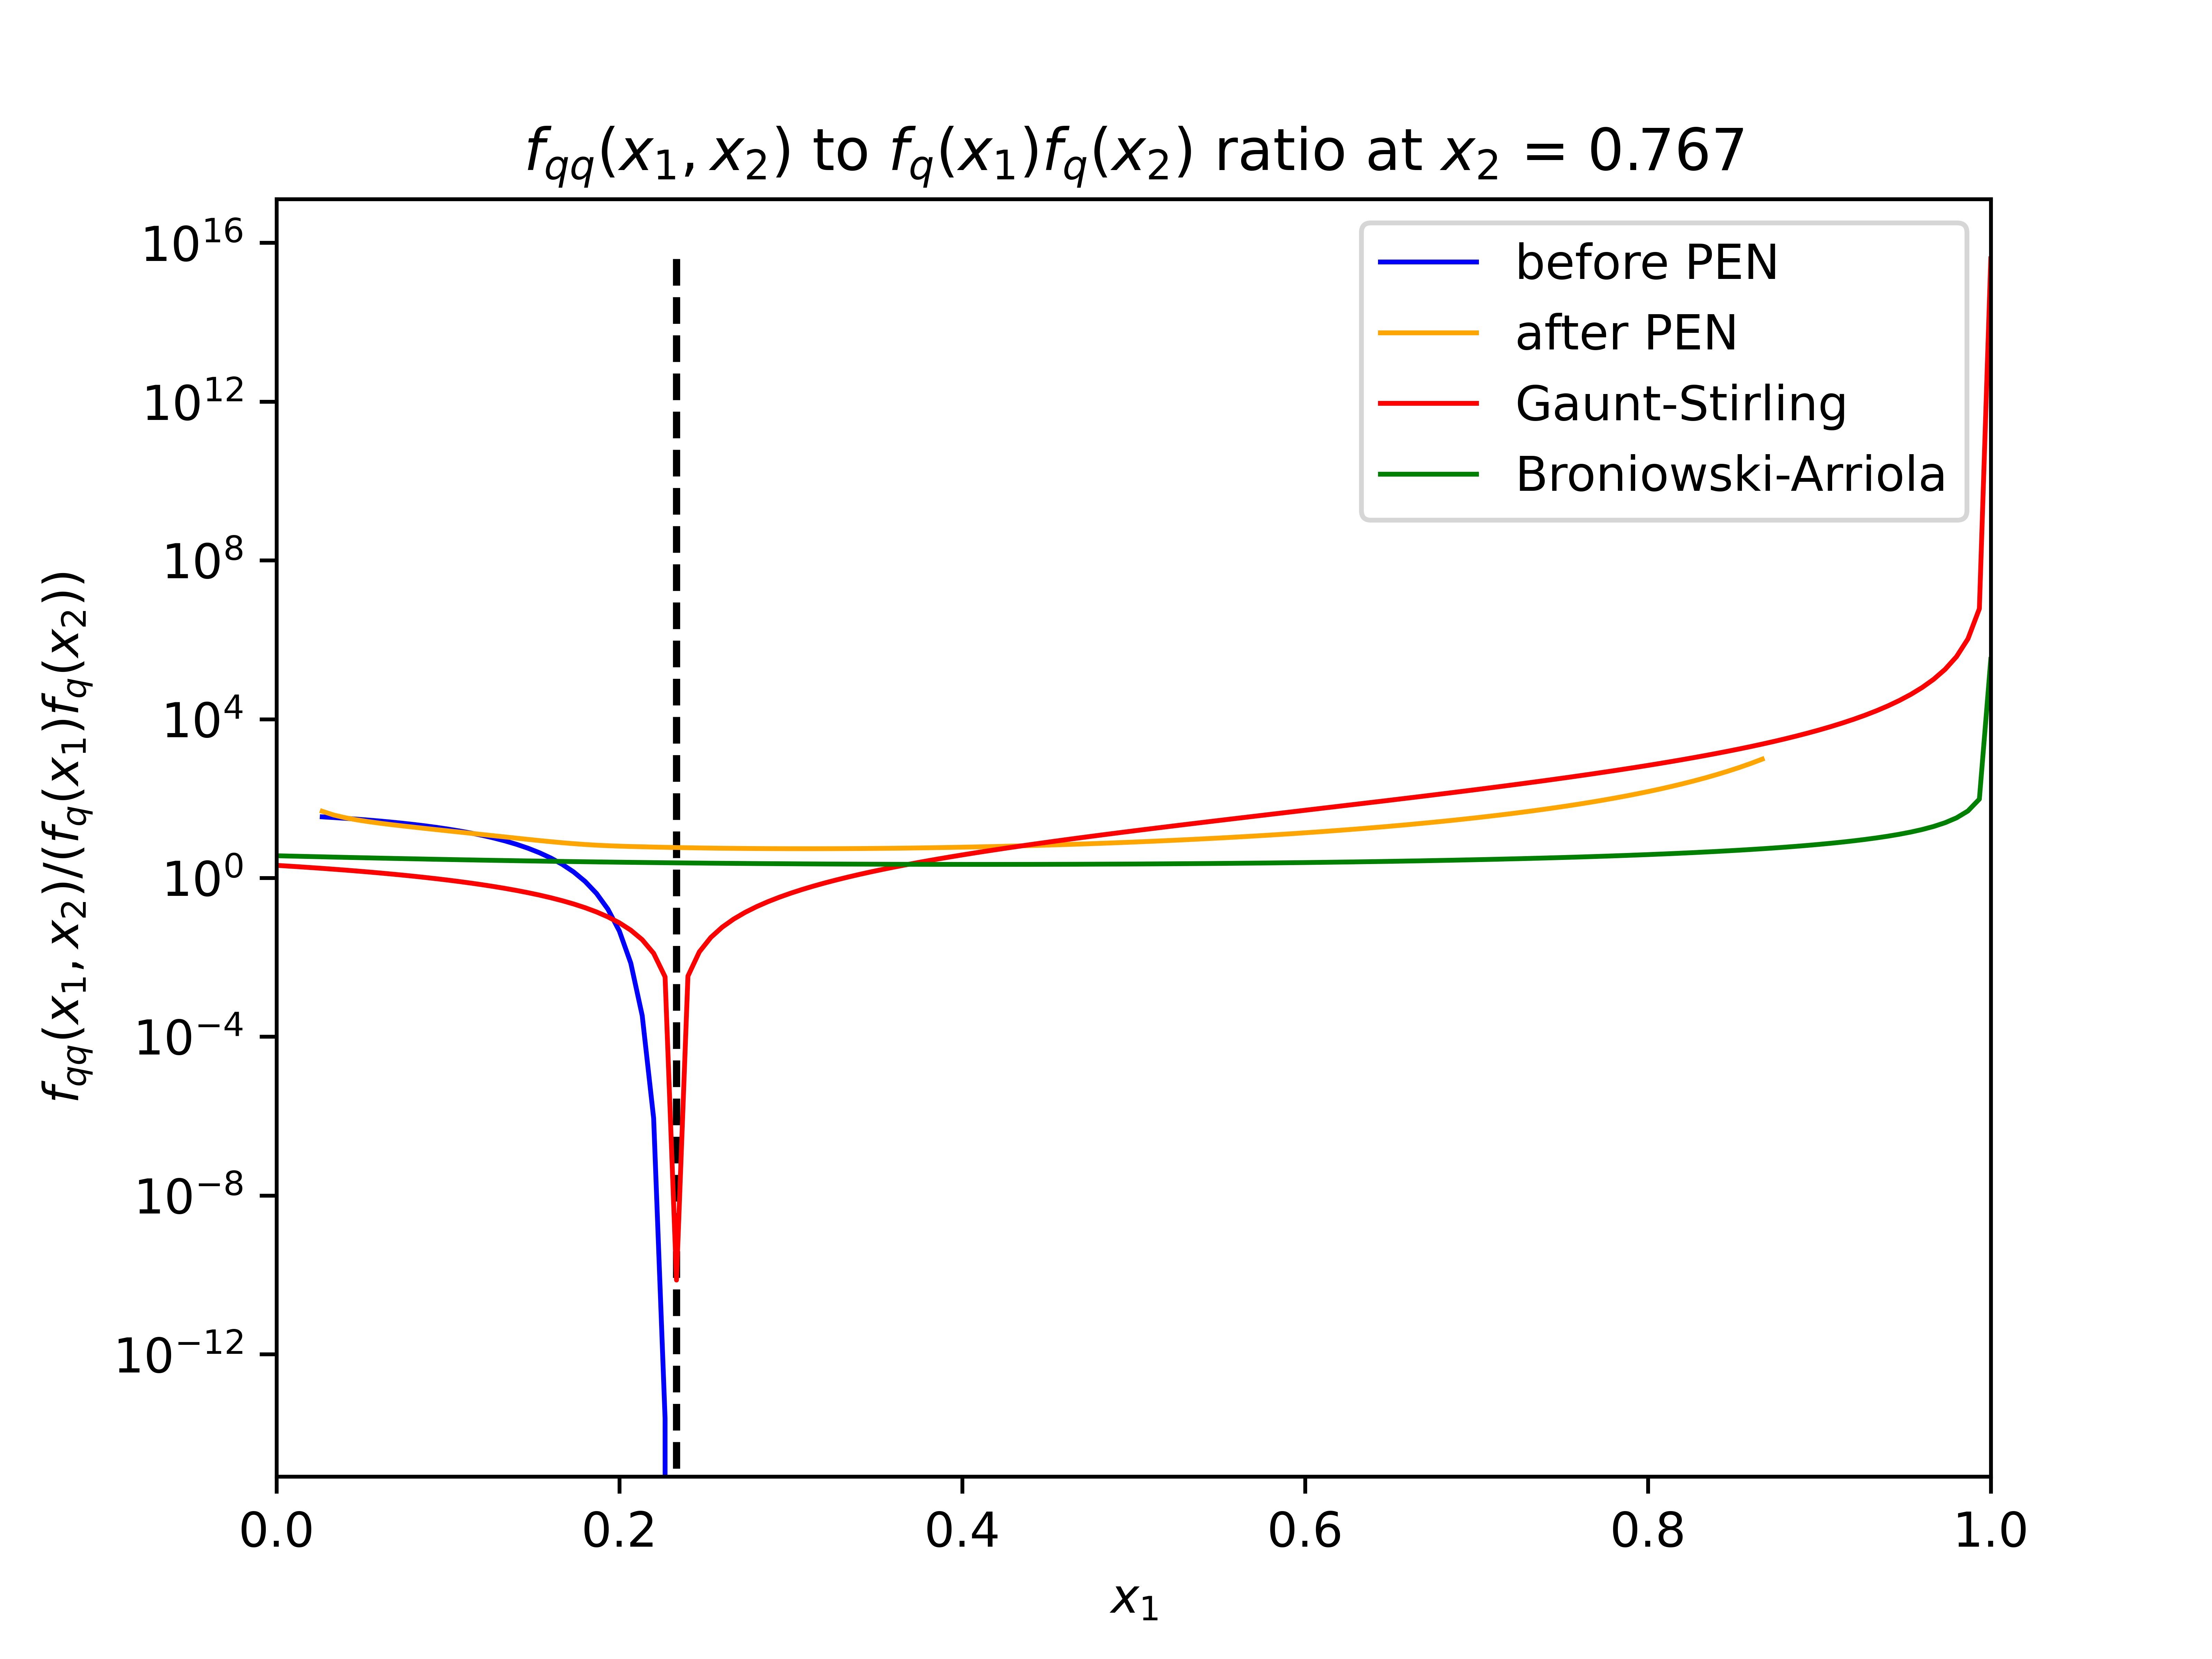 f_qq(x_1, x_2) to f_q(x_1)f_q(x_2) ratio at x_2 = 0.767
before PEN
after PEN
Gaunt-Stirling
Broniowski-Arriola
f_qq(x_1, x_2)/(f_q(x_1)f_q(x_2))
10^16
10^12
10^8
10^4
10^0
10^−4
10^−8
10^−12
0.0 0.2 0.4 0.6 0.8 1.0
x_1